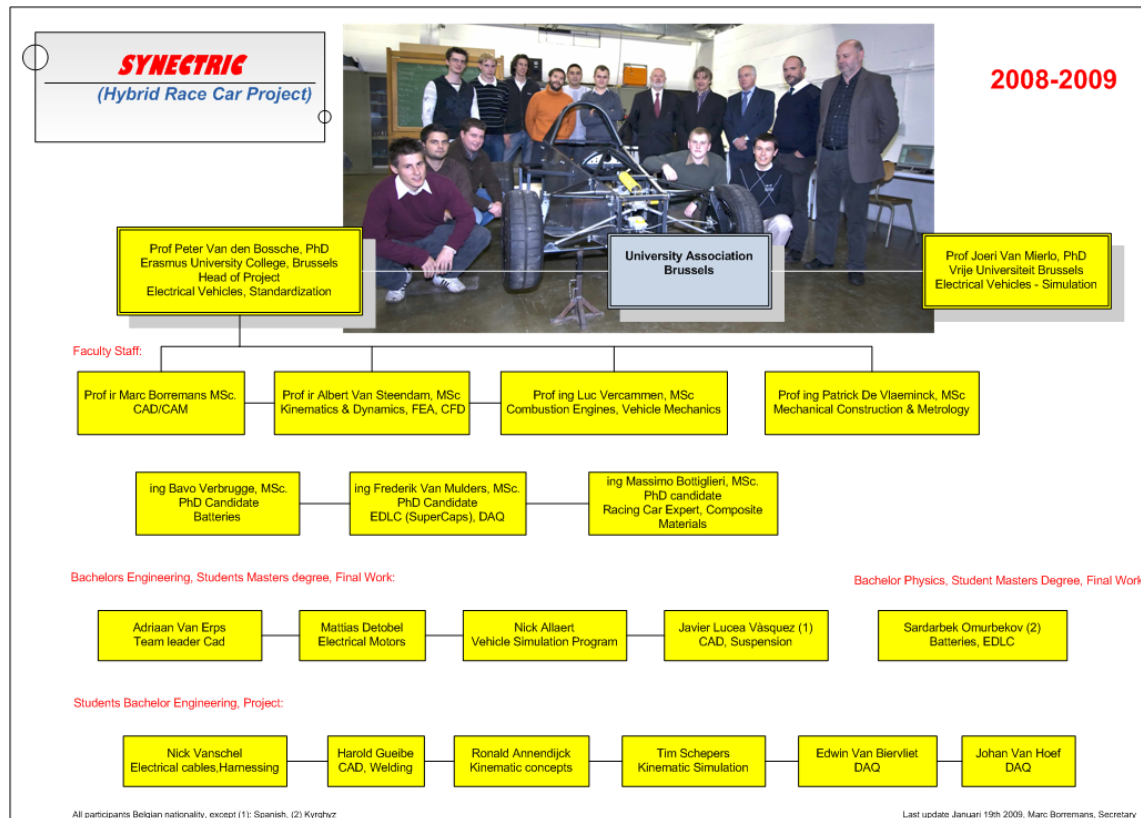 SYNECTRIC
(Hybrid Race Car Project)
2008-2009
Prof Peter Van den Bossche, PhD
Erasmus University College, Brussels
Head of Project
Electrical Vehicles, Standardization
University Association
Brussels
Prof Joeri Van Mierlo, PhD
Vrije Universiteit Brussels
Electrical Vehicles - Simulation
Faculty Staff:
Prof ir Marc Borremans MSc.
CAD/CAM
Prof ir Albert Van Steendam, MSc
Kinematics & Dynamics, FEA, CFD
Prof ing Luc Vercammen, MSc
Combustion Engines, Vehicle Mechanics
Prof ing Patrick De Vlaeminck, MSc
Mechanical Construction & Metrology
ing Bavo Verbrugge, MSc.
PhD Candidate
Batteries
ing Frederik Van Mulders, MSc.
PhD Candidate
EDLC (SuperCaps), DAQ
ing Massimo Bottiglieri, MSc.
PhD candidate
Racing Car Expert, Composite
Materials
Bachelors Engineering, Students Masters degree, Final Work:
Bachelor Physics, Student Masters Degree, Final Work
Adriaan Van Erps
Team leader Cad
Mattias Detobel
Electrical Motors
Nick Allaert
Vehicle Simulation Program
Javier Lucea Vàsquez (1)
CAD, Suspension
Sardarbek Omurbekov (2)
Batteries, EDLC
Students Bachelor Engineering, Project:
Nick Vanschel
Electrical cables,Harnessing
Harold Gueibe
CAD, Welding
Ronald Annendijck
Kinematic concepts
Tim Schepers
Kinematic Simulation
Edwin Van Biervliet
DAQ
Johan Van Hoef
DAQ
All participants Belgian nationality, except (1): Spanish, (2) Kyrghyz
Last update Januari 19th 2009, Marc Borremans, Secretary